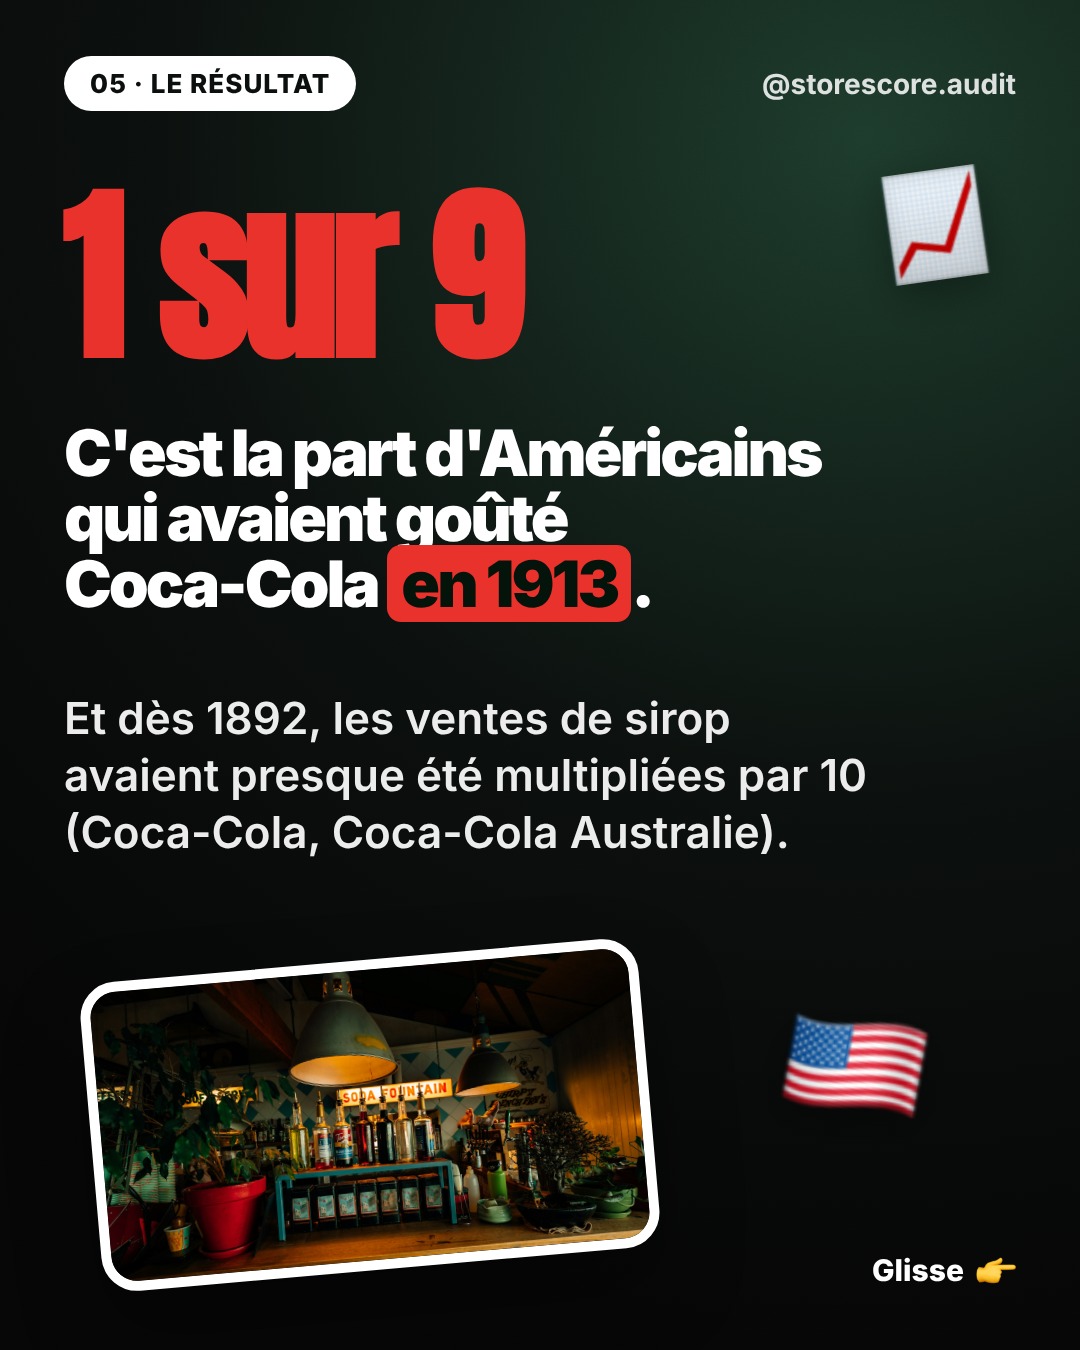 05 · LE RÉSULTAT
@storescore.audit
1 sur 9
C'est la part d'Américains
qui avaient goûté
Coca-Cola en 1913.
Et dès 1892, les ventes de sirop
avaient presque été multipliées par 10
(Coca-Cola, Coca-Cola Australie).
SODA FOUNTAIN
Glisse 👉